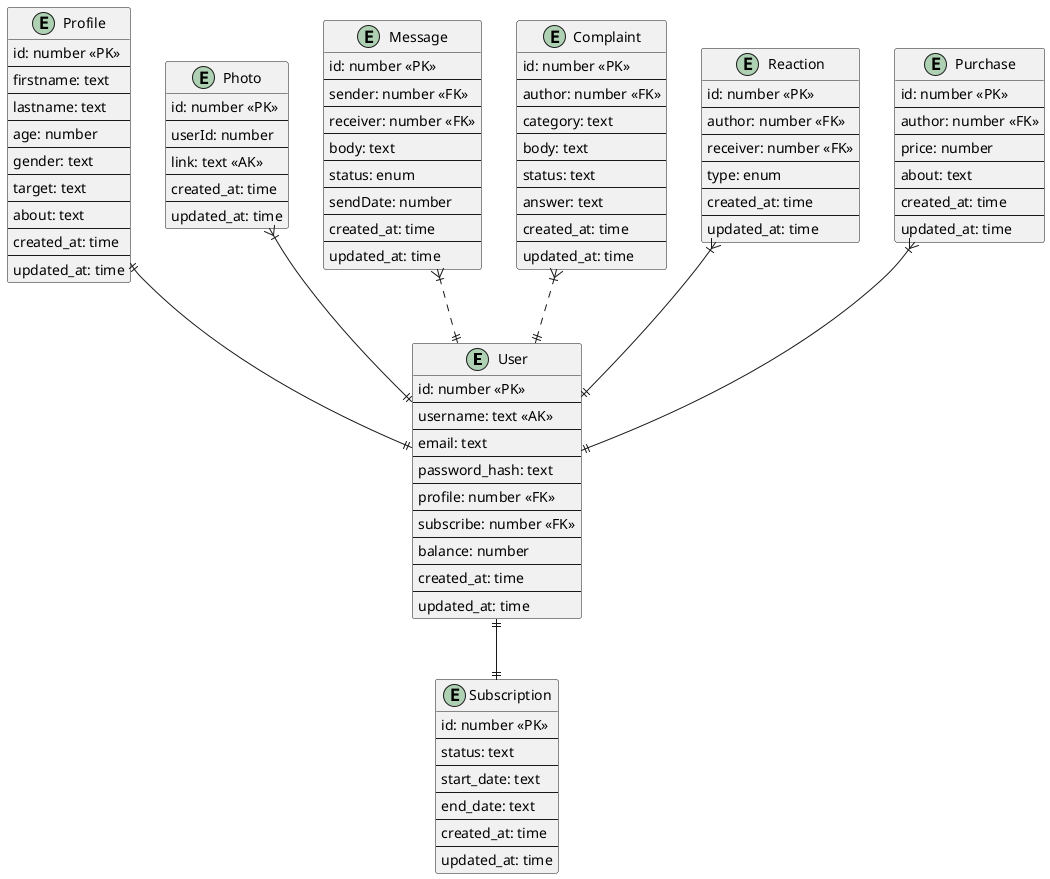 E Profile
id: number «PK»
firstname: text
lastname: text
age: number
gender: text
target: text
about: text
created_at: time
updated_at: time
E Photo
id: number «PK»
userId: number
link: text «AK»
created_at: time
updated_at: time
E Message
id: number «PK»
sender: number «FK»
receiver: number «FK»
body: text
status: enum
sendDate: number
created_at: time
updated_at: time
E Complaint
id: number «PK»
author: number «FK»
category: text
body: text
status: text
answer: text
created_at: time
updated_at: time
E Reaction
id: number «PK»
author: number «FK»
receiver: number «FK»
type: enum
created_at: time
updated_at: time
E Purchase
id: number «PK»
author: number «FK»
price: number
about: text
created_at: time
updated_at: time
E User
id: number «PK»
username: text «AK»
email: text
password_hash: text
profile: number «FK»
subscribe: number «FK»
balance: number
created_at: time
updated_at: time
E Subscription
id: number «PK»
status: text
start_date: text
end_date: text
created_at: time
updated_at: time